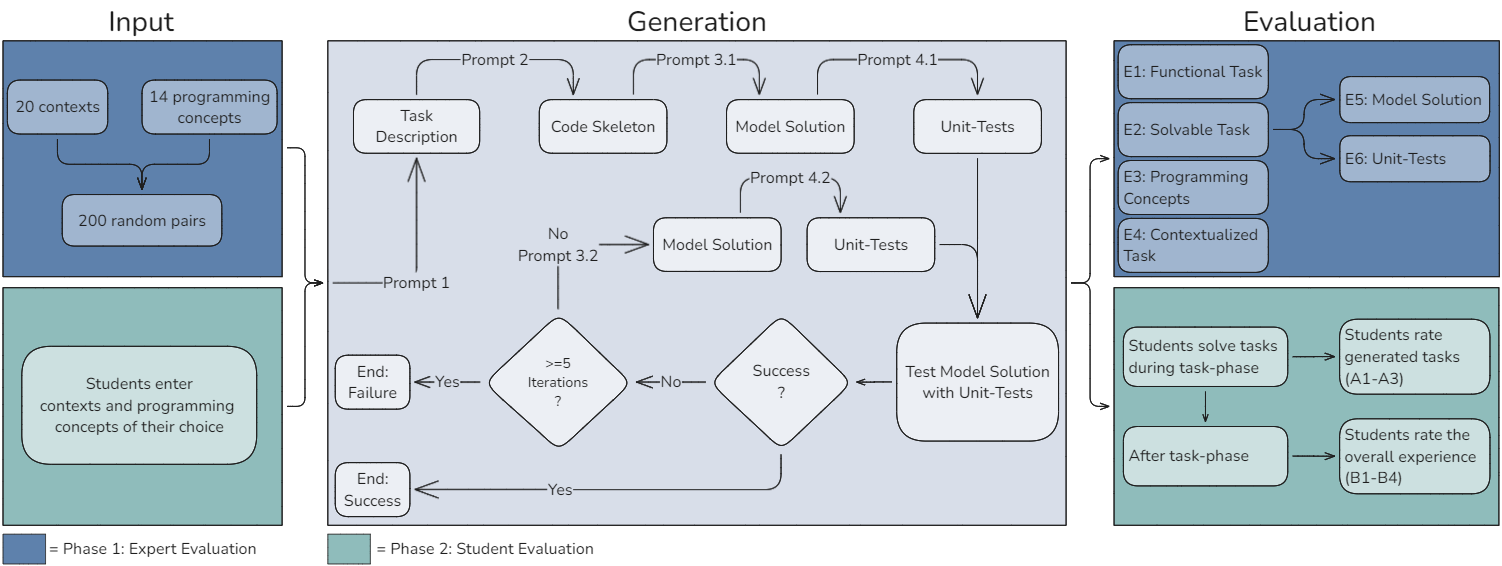 Input
Generation
Evaluation
20 contexts
14 programming
concepts
200 random pairs
Students enter
contexts and programming
concepts of their choice
Prompt 2
Prompt 3.1
Prompt 4.1
Task
Description
Code Skeleton
Model Solution
Unit-Tests
Prompt 4.2
No
Prompt 3.2
Model Solution
Unit-Tests
Prompt 1
End:
Failure
Yes
>=5
Iterations
?
No
Success
?
Test Model Solution
with Unit-Tests
End:
Success
Yes
E1: Functional Task
E2: Solvable Task
E3: Programming
Concepts
E4: Contextualized
Task
E5: Model Solution
E6: Unit-Tests
Students solve tasks
during task-phase
Students rate
generated tasks
(A1-A3)
After task-phase
Students rate the
overall experience
(B1-B4)
= Phase 1: Expert Evaluation
= Phase 2: Student Evaluation